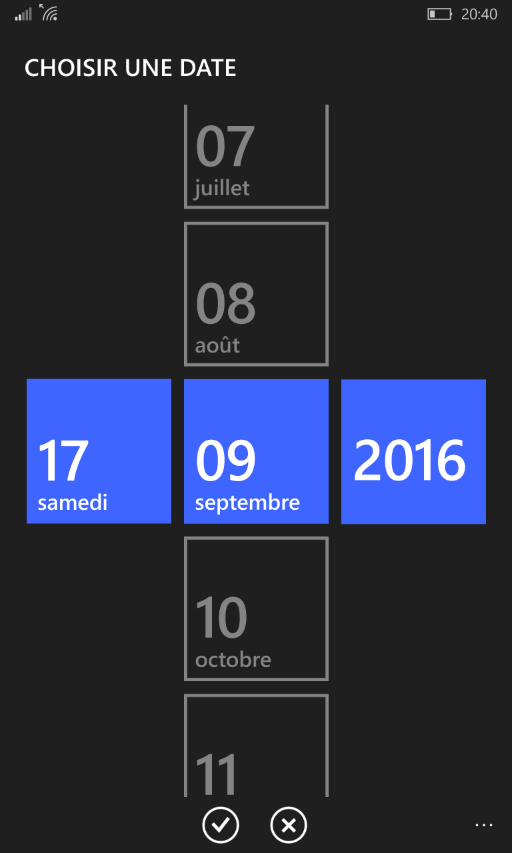 20:40
CHOISIR UNE DATE
07
juillet
08
août
17 09 2016
samedi septembre
10
octobre
11
...